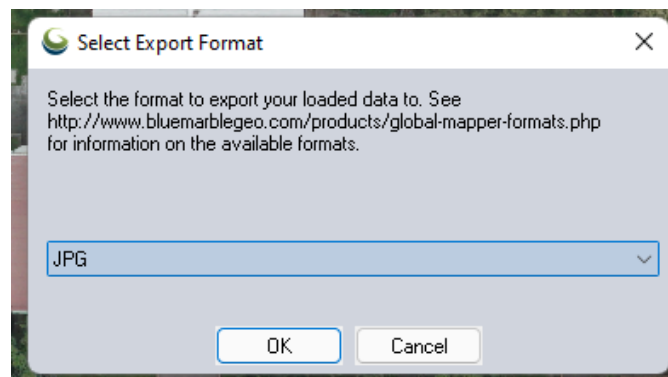 Select Export Format
Select the format to export your loaded data to. See
http://www.bluemarblegeo.com/products/global-mapper-formats.php
for information on the available formats.
JPG
OK
Cancel